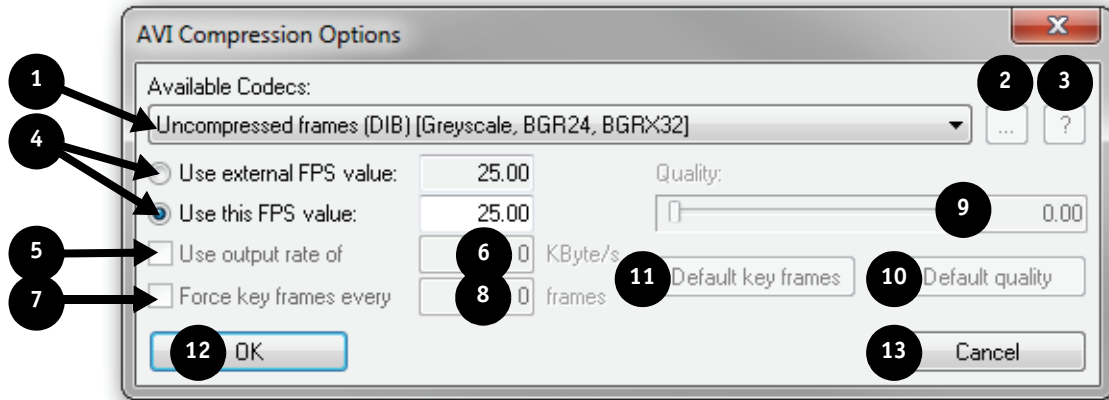 AVI Compression Options
1
Available Codecs:
2
3
Uncompressed frames (DIB) [Greyscale, BGR24, BGRX32]
...
?
4
Use external FPS value: 25.00
Quality:
Use this FPS value: 25.00
9
0.00
5
Use output rate of
6
0 KByte/s
7
Force key frames every
8
0 frames
11
Default key frames
10
Default quality
12
OK
13
Cancel